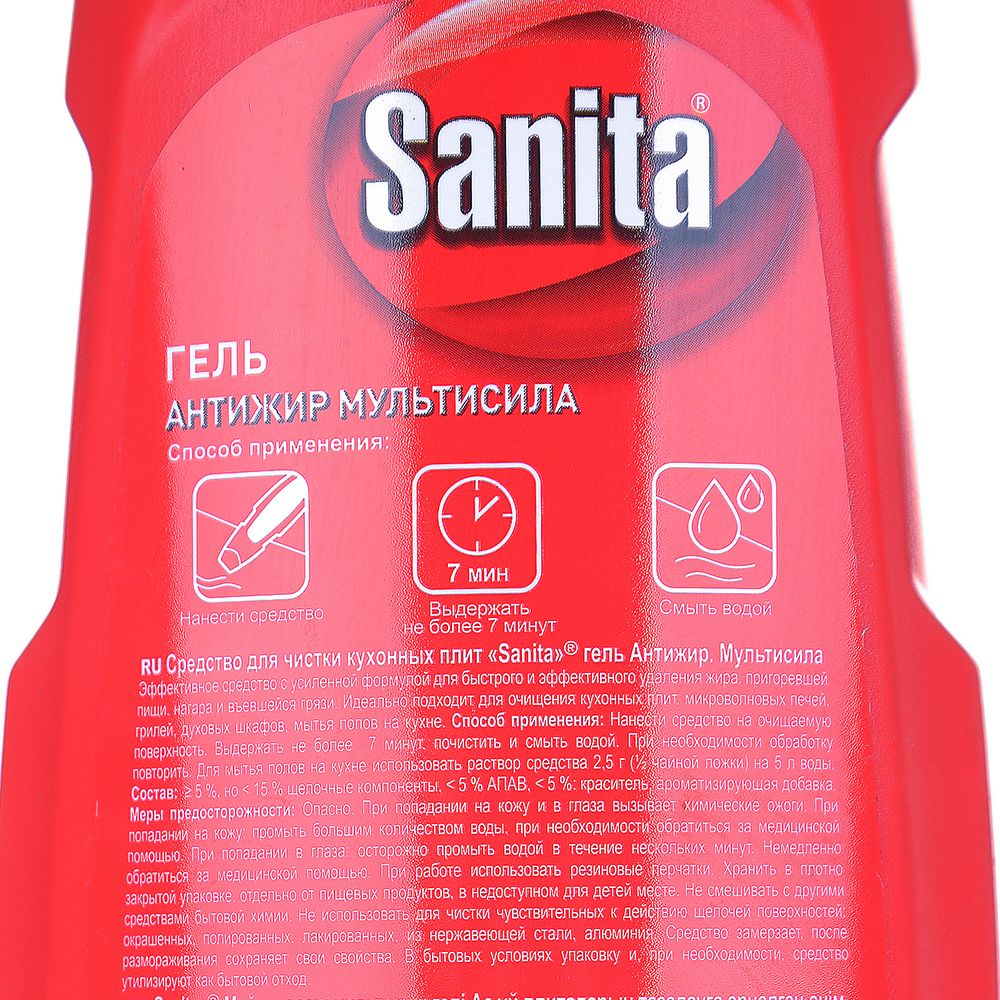 Sanita®
ГЕЛЬ
АНТИЖИР МУЛЬТИСИЛА
Способ применения:
7 мин
Нанести средство
Выдержать
не более 7 минут
Смыть водой
RU Средство для чистки кухонных плит «Sanita»® гель Антижир. Мультисила
Эффективное средство с усиленной формулой для быстрого и эффективного удаления жира, пригоревшей
пищи, нагара и въевшейся грязи. Идеально подходит для очищения кухонных плит, микроволновых печей,
грилей, духовых шкафов, мытья полов на кухне. Способ применения: Нанести средство на очищаемую
поверхность. Выдержать не более 7 минут, почистить и смыть водой. При необходимости обработку
повторить. Для мытья полов на кухне использовать раствор средства 2,5 г (½ чайной ложки) на 5 л воды.
Состав: ≥ 5 %, но < 15 % щелочные компоненты, < 5 % АПАВ, < 5 %: краситель, ароматизирующая добавка.
Меры предосторожности: Опасно. При попадании на кожу и в глаза вызывает химические ожоги. При
попадании на кожу: промыть большим количеством воды, при необходимости обратиться за медицинской
помощью. При попадании в глаза: осторожно промыть водой в течение нескольких минут. Немедленно
обратиться за медицинской помощью. При работе использовать резиновые перчатки. Хранить в плотно
закрытой упаковке, отдельно от пищевых продуктов, в недоступном для детей месте. Не смешивать с другими
средствами бытовой химии. Не использовать для чистки чувствительных к действию щелочей поверхностей:
окрашенных, полированных, лакированных, из нержавеющей стали, алюминия. Средство замерзает, после
размораживания сохраняет свои свойства. В бытовых условиях упаковку и, при необходимости, средство
утилизируют как бытовой отход.